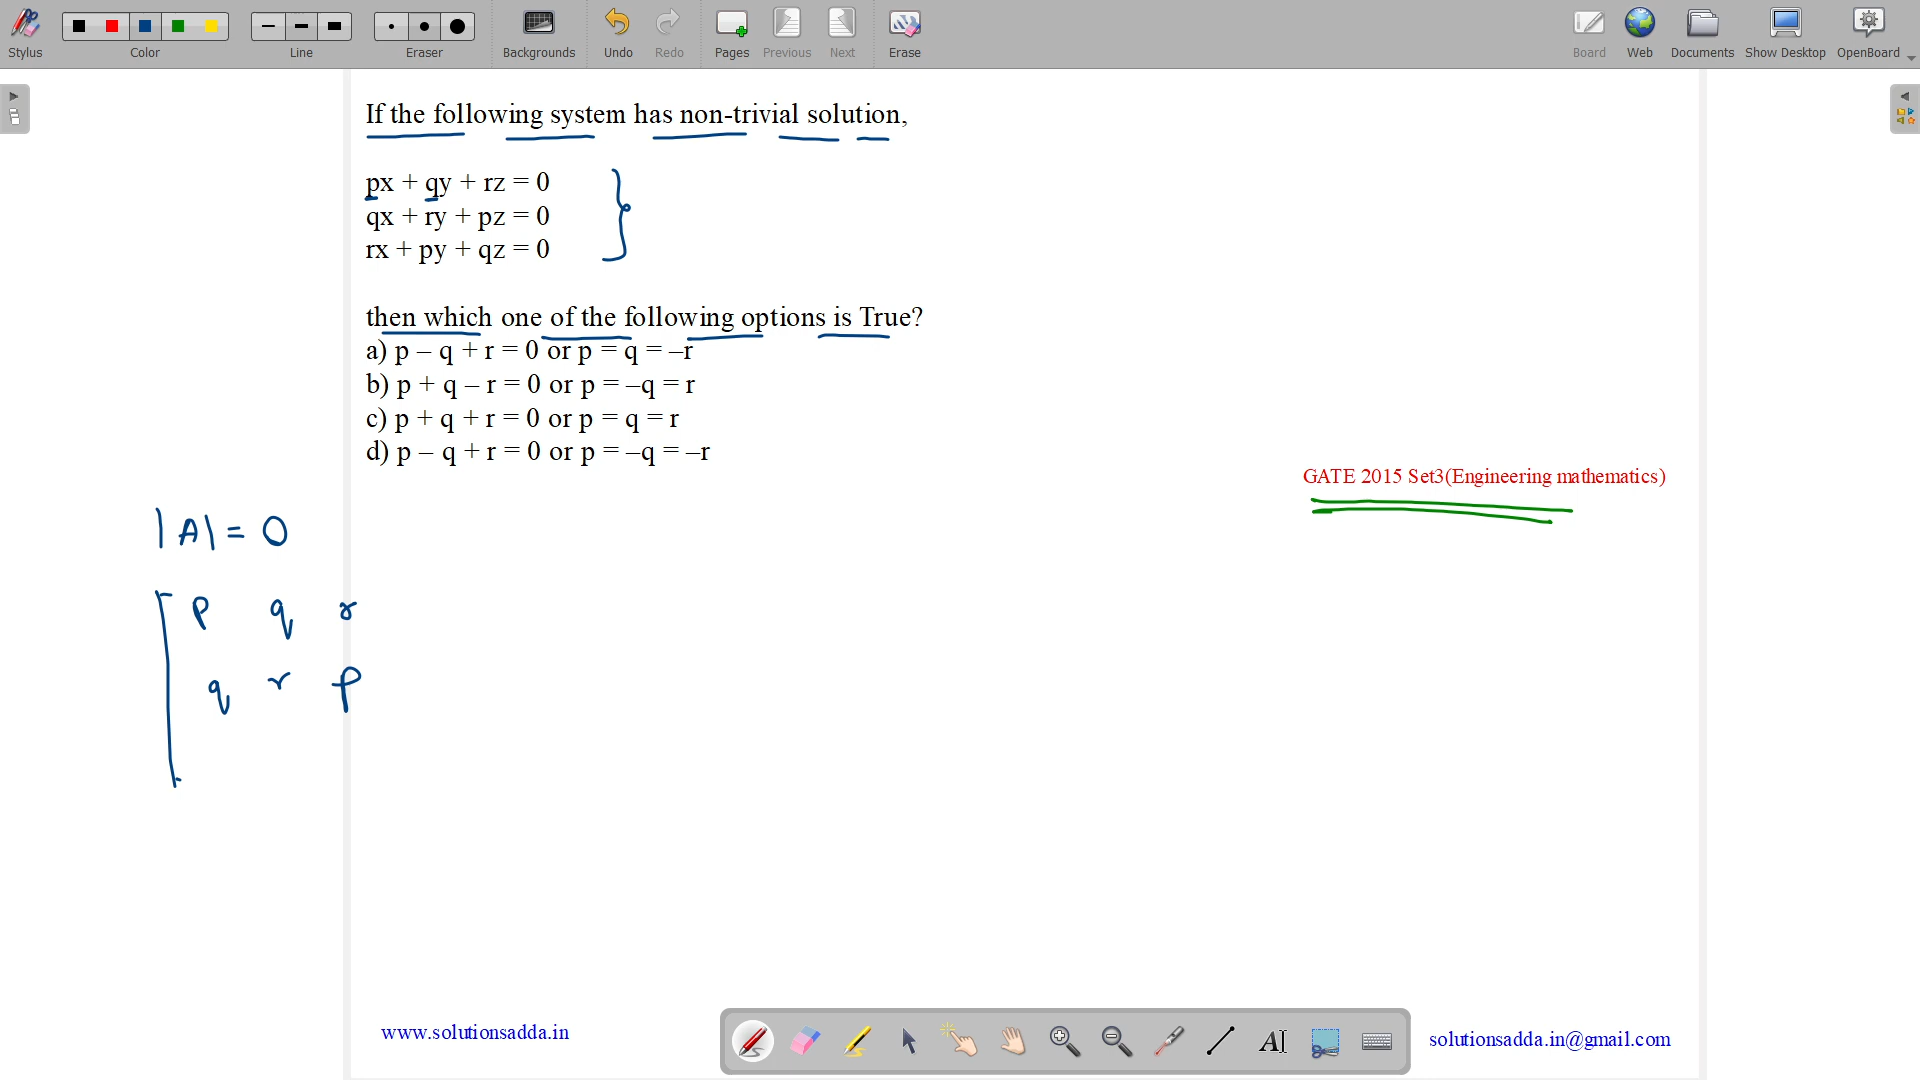 Stylus Color Line Eraser Backgrounds Undo Redo Pages Previous Next Erase Board Web Documents Show Desktop OpenBoard
If the following system has non-trivial solution,
px + qy + rz = 0
qx + ry + pz = 0
rx + py + qz = 0
then which one of the following options is True?
a) p – q + r = 0 or p = q = –r
b) p + q – r = 0 or p = –q = r
c) p + q + r = 0 or p = q = r
d) p – q + r = 0 or p = –q = –r
GATE 2015 Set3(Engineering mathematics)
|A| = 0
p q r
q r p
www.solutionsadda.in
solutionsadda.in@gmail.com